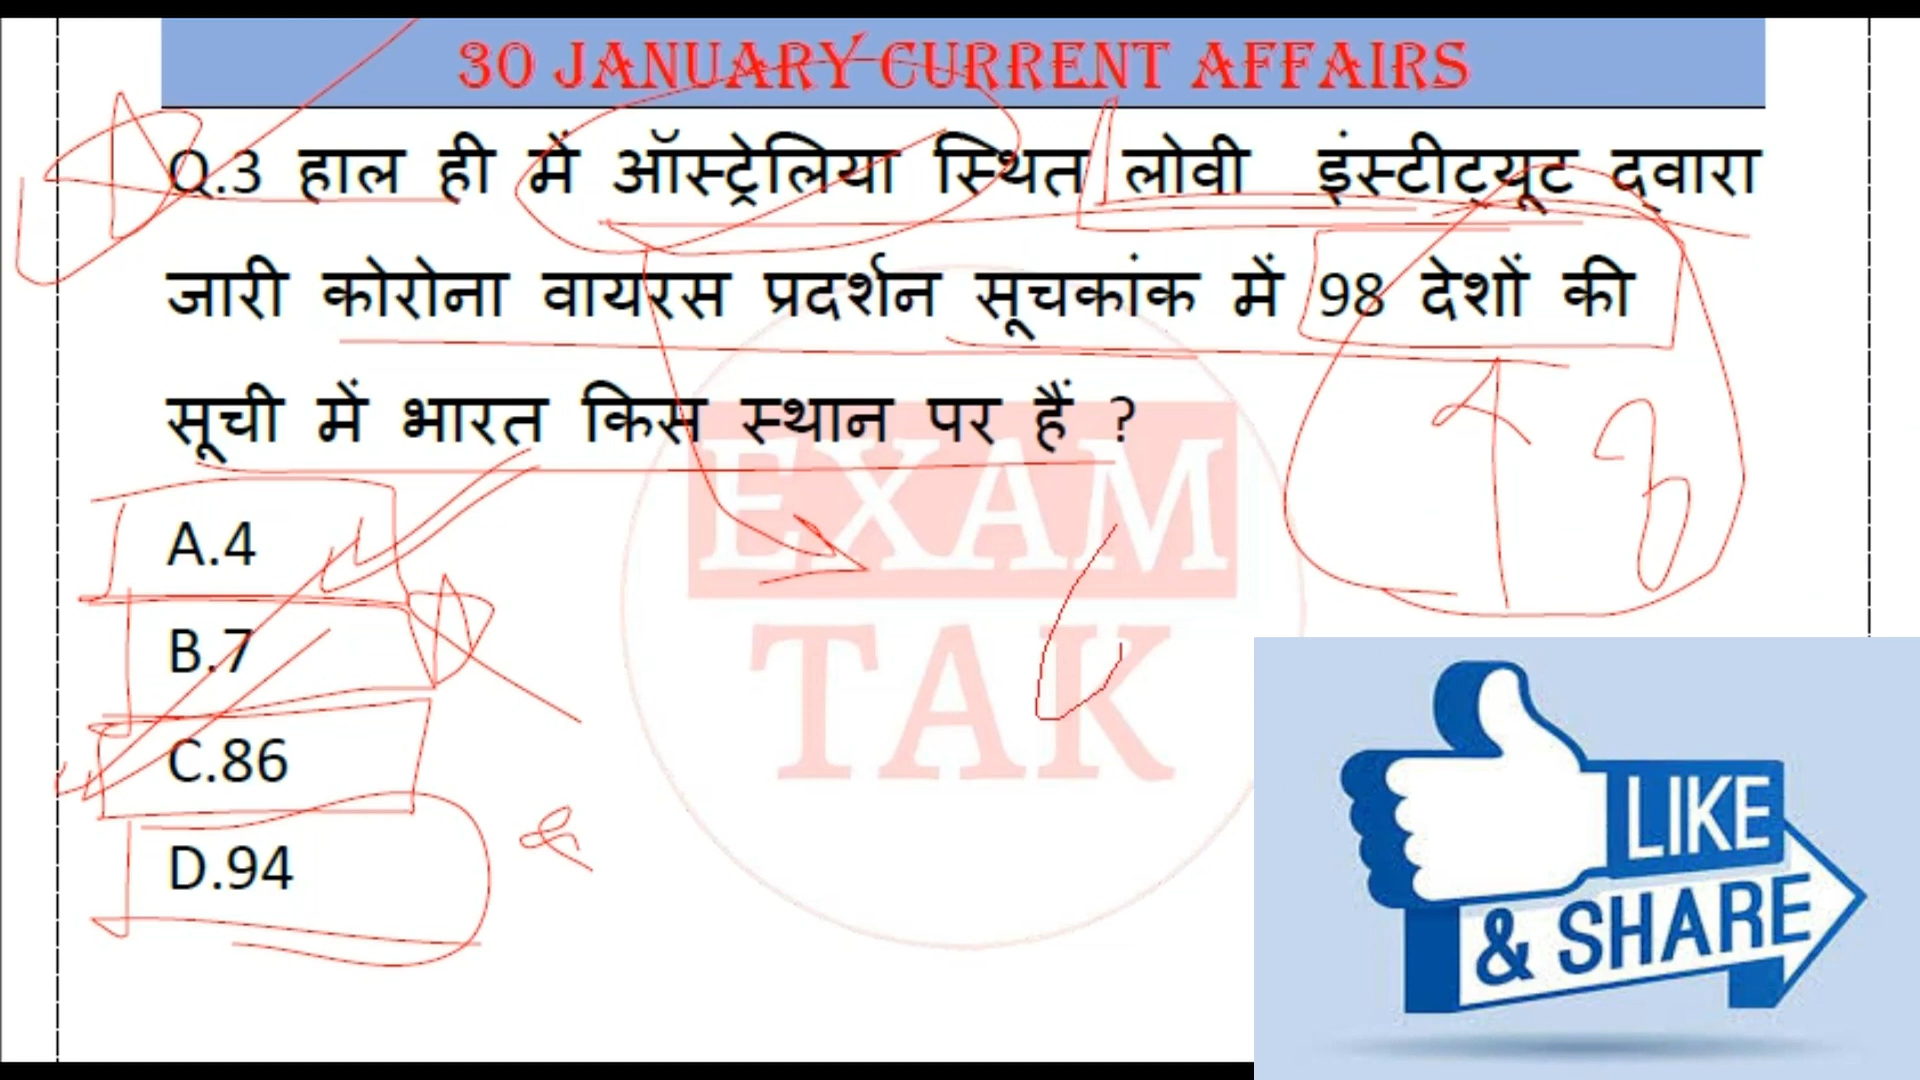 30 JANUARY CURRENT AFFAIRS
Q.3 हाल ही में ऑस्ट्रेलिया स्थित लोवी इंस्टीट्यूट द्वारा
जारी कोरोना वायरस प्रदर्शन सूचकांक में 98 देशों की
सूची में भारत किस स्थान पर हैं ?
A.4
B.7
C.86
D.94
EXAM
TAK
LIKE
& SHARE